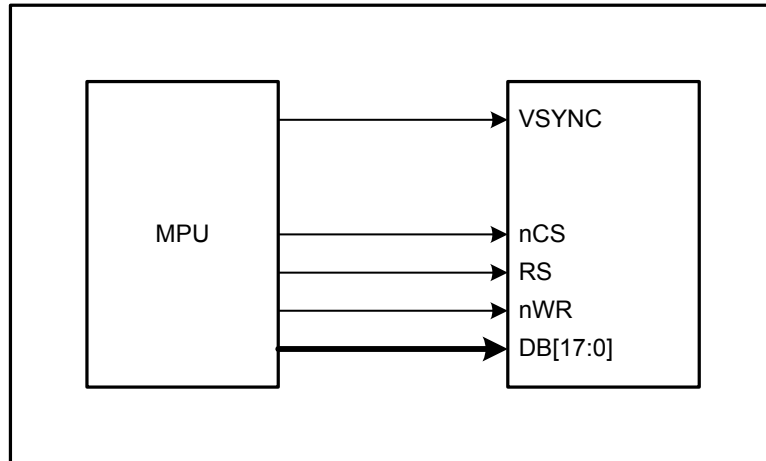 VSYNC
MPU
nCS
RS
nWR
DB[17:0]